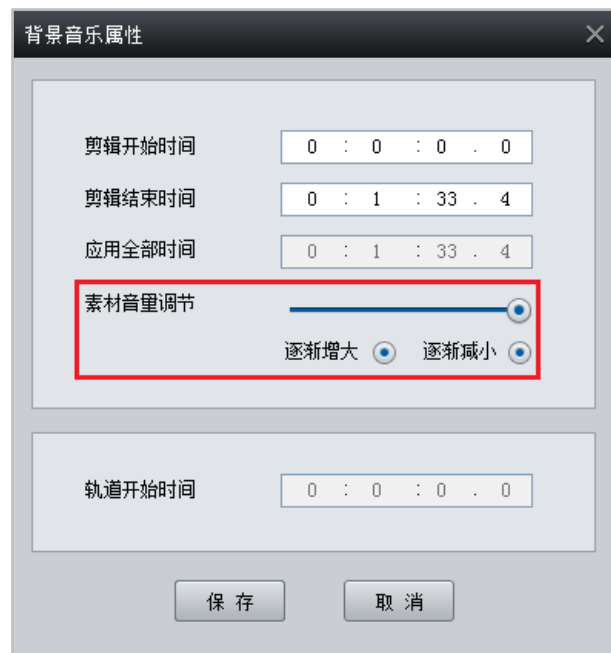 背景音乐属性
剪辑开始时间 0 : 0 : 0 . 0
剪辑结束时间 0 : 1 : 33 . 4
应用全部时间 0 : 1 : 33 . 4
素材音量调节
逐渐增大 逐渐减小
轨道开始时间 0 : 0 : 0 . 0
保存 取消